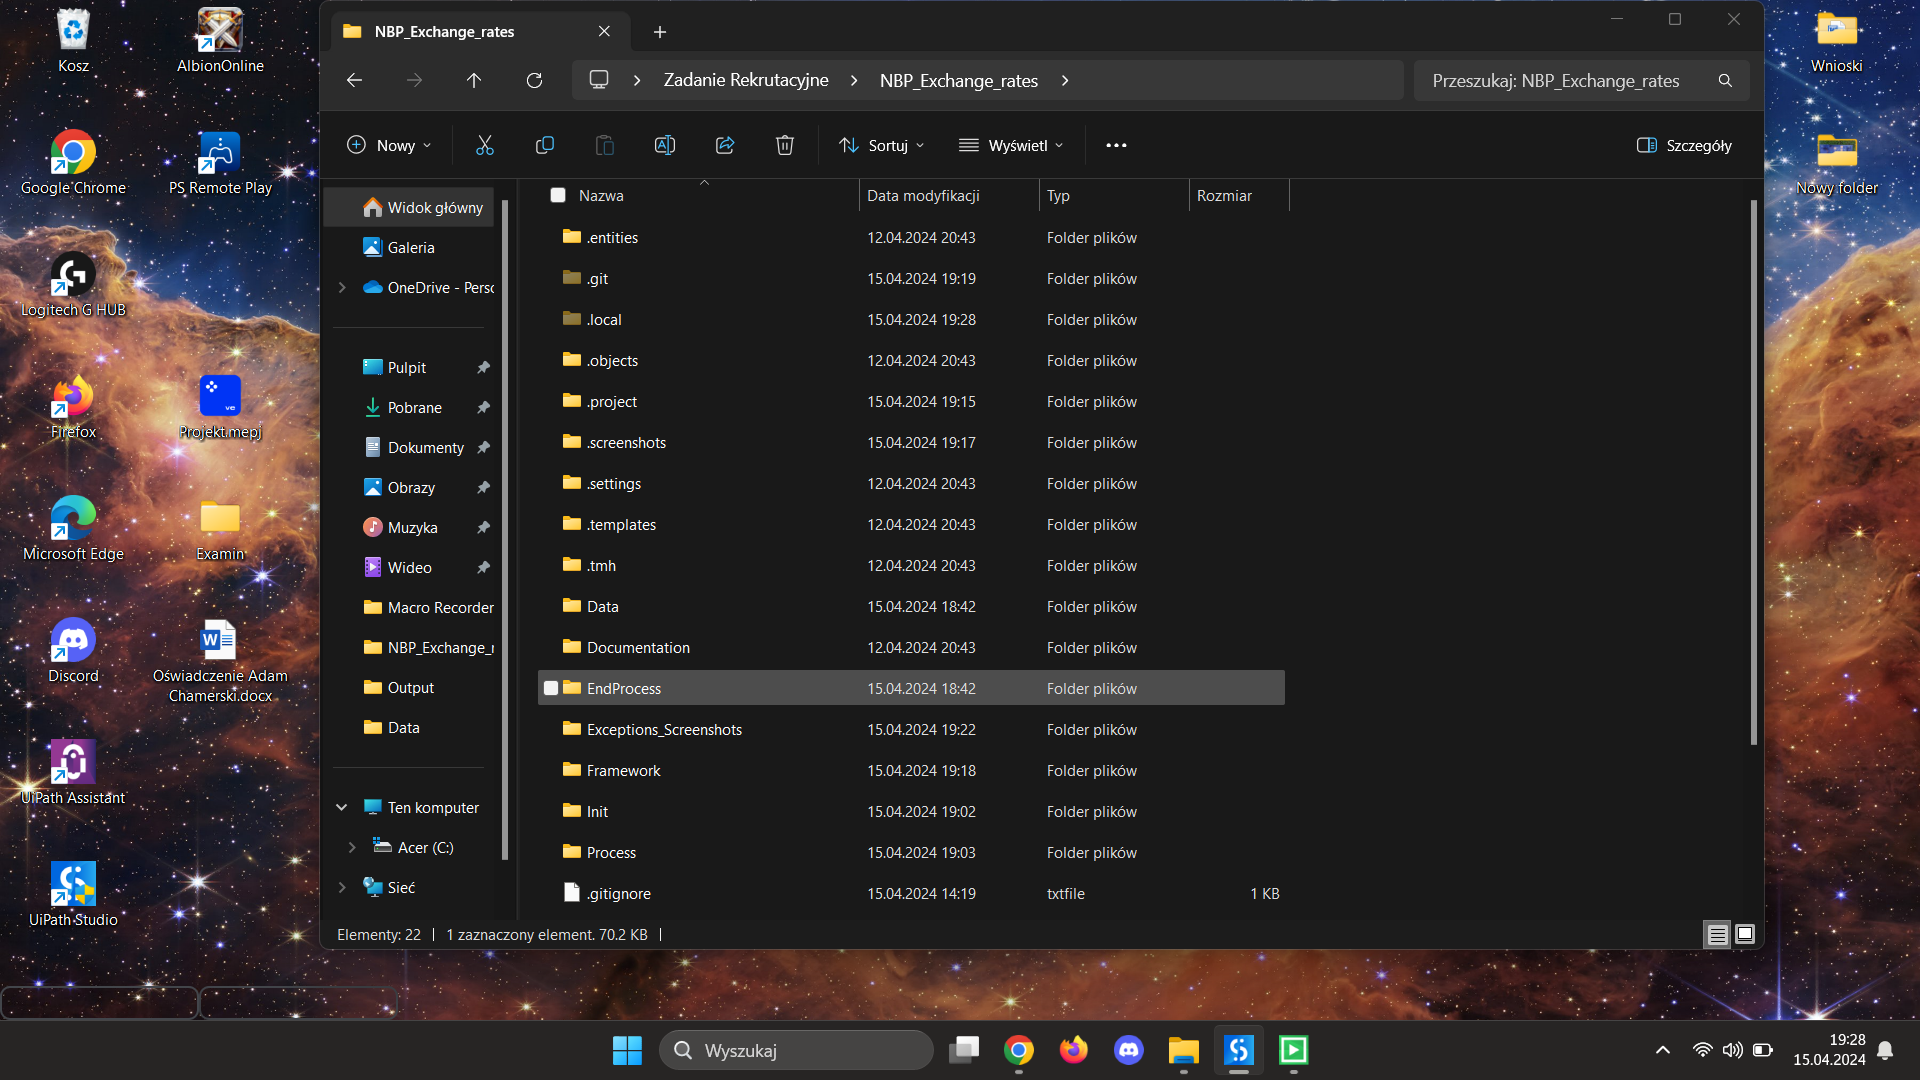 Kosz
AlbionOnline
Google Chrome
PS Remote Play
Logitech G HUB
Firefox
Projekt.mepj
Microsoft Edge
Examin
Discord
Oświadczenie Adam
Chamerski.docx
UiPath Assistant
UiPath Studio
Wnioski
Nowy folder
NBP_Exchange_rates
Zadanie Rekrutacyjne
NBP_Exchange_rates
Przeszukaj: NBP_Exchange_rates
Nowy
Sortuj
Wyświetl
Szczegóły
Widok główny
Galeria
OneDrive - Perso
Pulpit
Pobrane
Dokumenty
Obrazy
Muzyka
Wideo
Macro Recorder
NBP_Exchange_r
Output
Data
Ten komputer
Acer (C:)
Sieć
Nazwa Data modyfikacji Typ Rozmiar
.entities 12.04.2024 20:43 Folder plików
.git 15.04.2024 19:19 Folder plików
.local 15.04.2024 19:28 Folder plików
.objects 12.04.2024 20:43 Folder plików
.project 15.04.2024 19:15 Folder plików
.screenshots 15.04.2024 19:17 Folder plików
.settings 12.04.2024 20:43 Folder plików
.templates 12.04.2024 20:43 Folder plików
.tmh 12.04.2024 20:43 Folder plików
Data 15.04.2024 18:42 Folder plików
Documentation 12.04.2024 20:43 Folder plików
EndProcess 15.04.2024 18:42 Folder plików
Exceptions_Screenshots 15.04.2024 19:22 Folder plików
Framework 15.04.2024 19:18 Folder plików
Init 15.04.2024 19:02 Folder plików
Process 15.04.2024 19:03 Folder plików
.gitignore 15.04.2024 14:19 txtfile 1 KB
Elementy: 22 1 zaznaczony element. 70.2 KB
Wyszukaj
19:28
15.04.2024